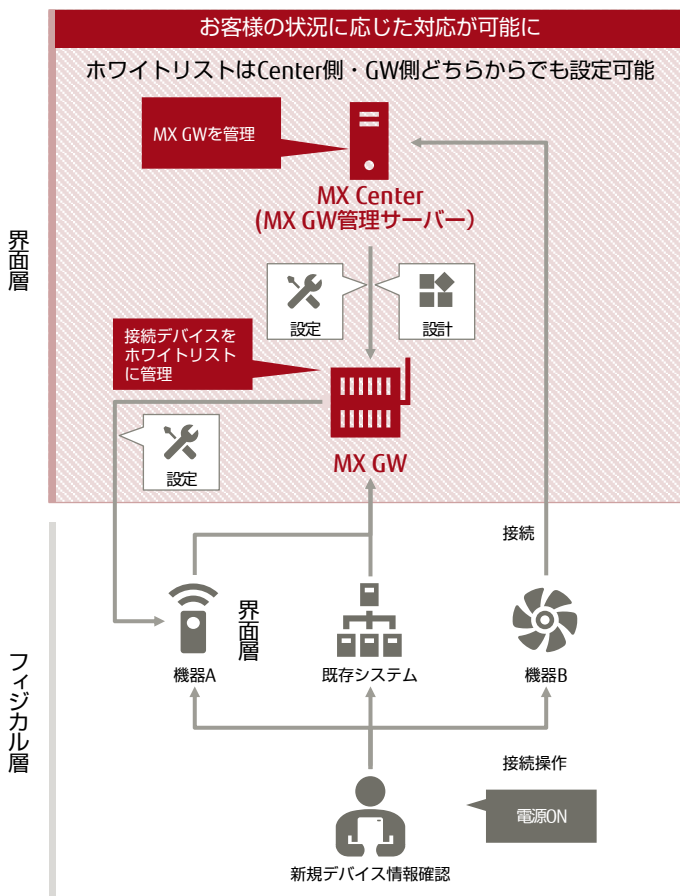 お客様の状況に応じた対応が可能に
ホワイトリストはCenter側・GW側どちらからでも設定可能
MX GWを管理
MX Center
(MX GW管理サーバー）
界面層
設定
設計
接続デバイスを
ホワイトリスト
に管理
設定
MX GW
接続
界面層
機器A
既存システム
機器B
フィジカル層
接続操作
電源ON
新規デバイス情報確認